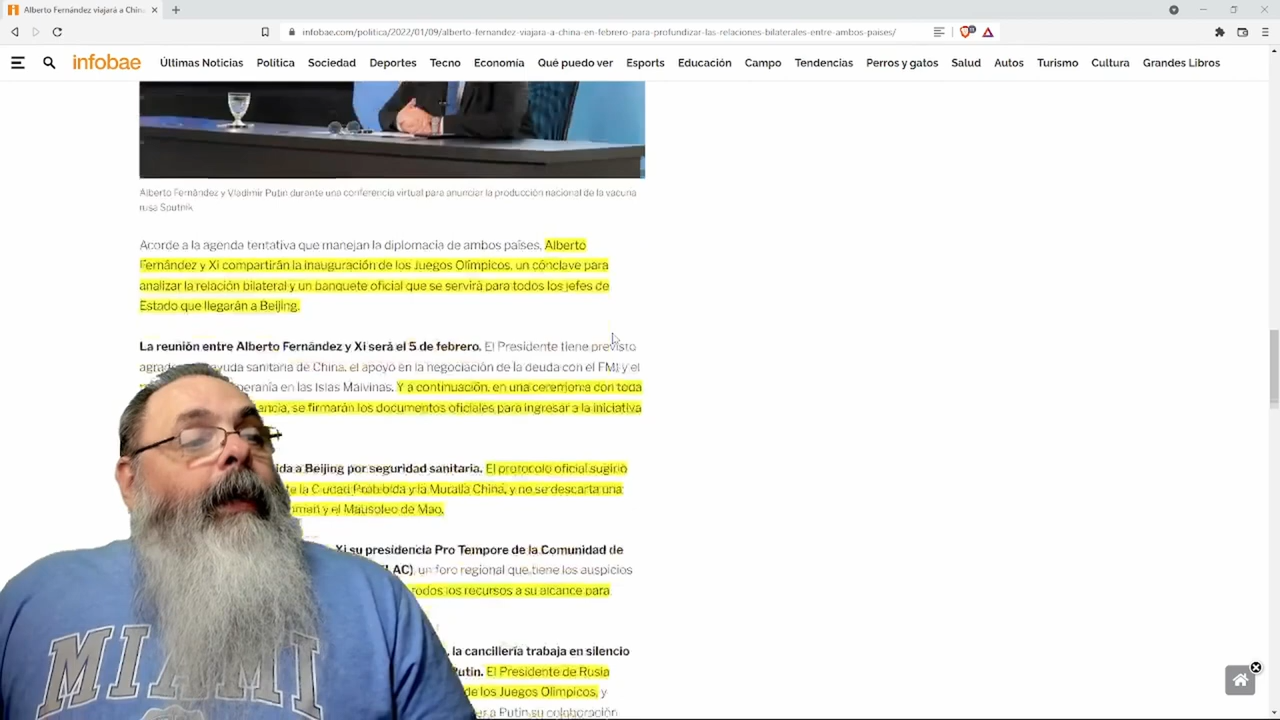 Alberto Fernández viajará a China
infobae.com/politica/2022/01/09/alberto-fernandez-viajara-a-china-en-febrero-para-profundizar-las-relaciones-bilaterales-entre-ambos-paises/
infobae
Últimas Noticias Política Sociedad Deportes Tecno Economía Qué puedo ver Esports Educación Campo Tendencias Perros y gatos Salud Autos Turismo Cultura Grandes Libros
Alberto Fernández y Vladimir Putin durante una conferencia virtual para anunciar la producción nacional de la vacuna
rusa Sputnik
Acorde a la agenda tentativa que manejan la diplomacia de ambos países, Alberto
Fernández y Xi compartirán la inauguración de los Juegos Olímpicos, un cónclave para
analizar la relación bilateral y un banquete oficial que se servirá para todos los jefes de
Estado que llegarán a Beijing.
La reunión entre Alberto Fernández y Xi será el 5 de febrero. El Presidente tiene previsto
ayuda sanitaria de China, el apoyo en la negociación de la deuda con el FMI y el
en las Islas Malvinas. Y a continuación, en una ceremonia con toda
se firmarán los documentos oficiales para ingresar a la iniciativa
a Beijing por seguridad sanitaria. El protocolo oficial sugirió
la Ciudad Prohibida y la Muralla China, y no se descarta una
y el Mausoleo de Mao.
Xi su presidencia Pro Tempore de la Comunidad de
un foro regional que tiene los auspicios
todos los recursos a su alcance para
la cancillería trabaja en silencio
Putin. El Presidente de Rusia
de los Juegos Olímpicos, y
a Putin su colaboración
MIAMI